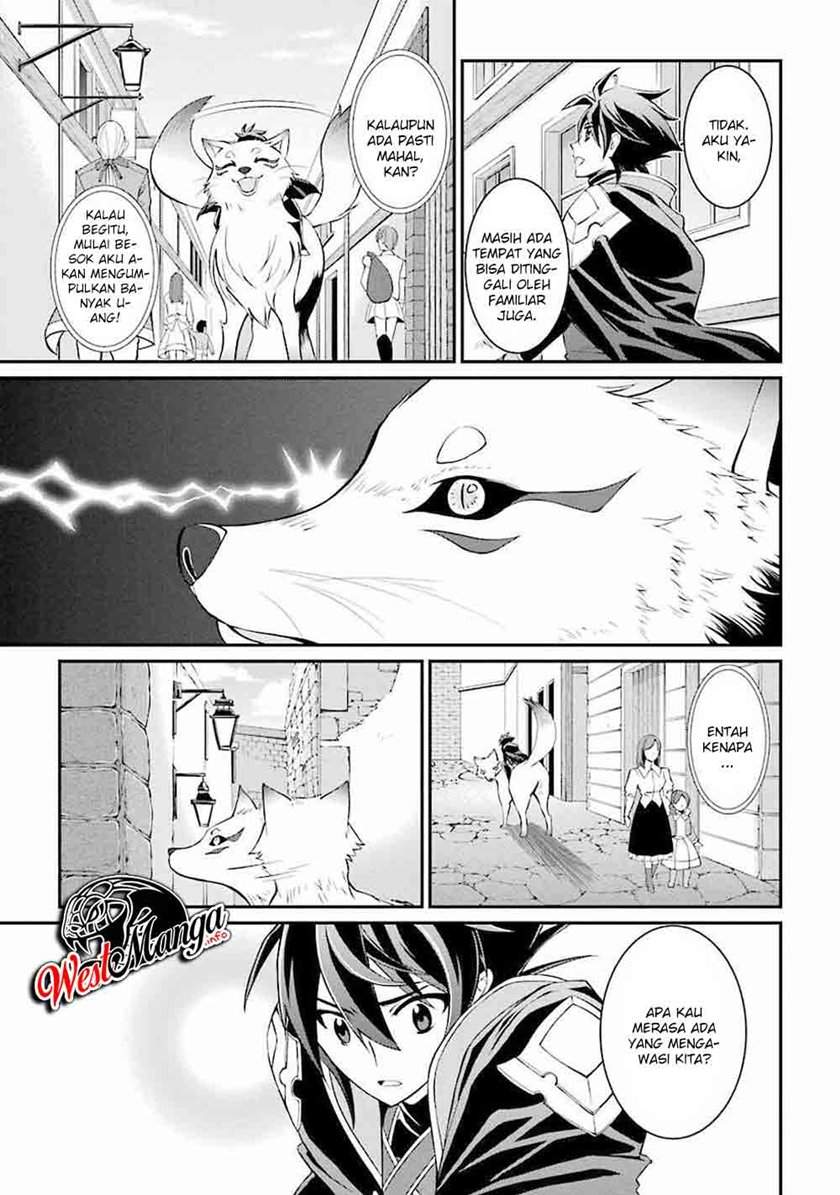 TIDAK.
AKU YA-
KIN,
MASIH ADA
TEMPAT YANG
BISA DITING-
GALI OLEH
FAMILIAR
JUGA.
KALAUPUN
ADA PASTI
MAHAL,
KAN?
KALAU
BEGITU,
MULAI BE-
SOK AKU A-
KAN MENGUM-
PULKAN BA-
NYAK U-
ANG!
ENTAH
KENAPA
...
APA KAU
MERASA ADA
YANG MENGA-
WASI KITA?
WestManga
.info